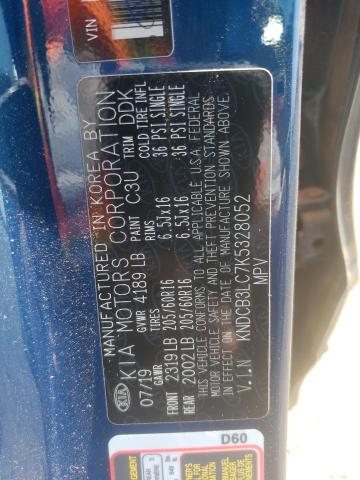 VIN
MANUFACTURED IN KOREA BY
KIA MOTORS CORPORATION
07/19 GVWR 4189 LB PAINT C3U TRIM DDK
GAWR TIRES RIMS COLD TIRE INFL
FRONT 2319 LB 205/60R16 6.5JX16 36 PSI SINGLE
REAR 2002 LB 205/60R16 6.5JX16 36 PSI SINGLE
THIS VEHICLE CONFORMS TO ALL APPLICABLE U.S.A FEDERAL
MOTOR VEHICLE SAFETY AND THEFT PREVENTION STANDARDS
IN EFFECT ON THE DATE OF MANUFACTURE SHOWN ABOVE.
V.I.N KNDCB3LC7K5328052
MPV
KIA
D60